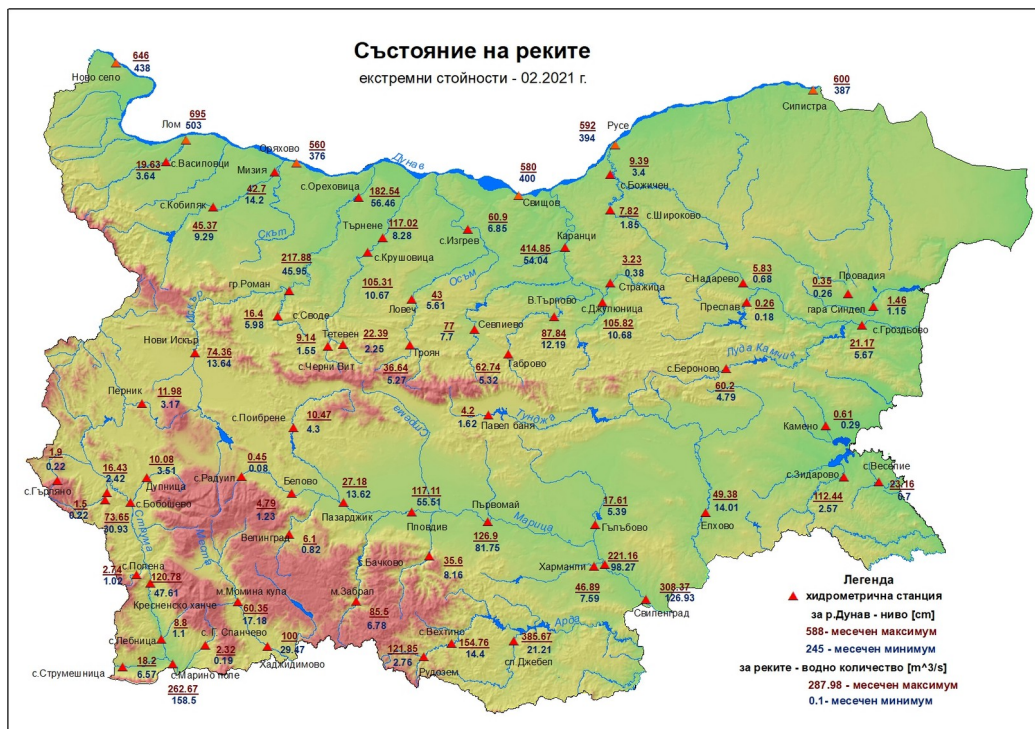 Състояние на реките
екстремни стойности - 02.2021 г.
646
438
Ново село
695
503
Лом
560
376
Оряхово
Дунав
580
400
Свищов
592
394
Русе
600
387
Силистра
19.63
3.64
с.Василовци
Мизия
42.7
14.2
с.Кобиляк
45.37
9.29
Скът
с.Ореховица
182.54
56.46
Търнене
117.02
8.28
с.Крушовица
60.9
6.85
с.Изгрев
414.85
54.04
Каранци
9.39
3.4
с.Божичен
7.82
1.85
с.Широково
217.88
45.95
гр.Роман
Искър
105.31
10.67
Ловеч
43
5.61
Осъм
3.23
0.38
Стражица
с.Надарево
5.83
0.68
Преслав
0.26
0.18
0.35
0.26
Провадия
гара Синдел
1.46
1.15
16.4
5.98
с.Своде
9.14
1.55
Тетевен
22.39
2.25
с.Черни Вит
Троян
36.64
5.27
77
7.7
Севлиево
В.Търново
87.84
12.19
с.Джулюница
105.82
10.68
62.74
5.32
Габрово
с.Гроздьово
21.17
5.67
Луда Камчия
с.Бероново
60.2
4.79
Нови Искър
74.36
13.64
Перник
11.98
3.17
с.Поибрене
10.47
4.3
Стряма
4.2
1.62
Павел баня
Тунджа
Камено
0.61
0.29
с.Зидарово
112.44
2.57
с.Веселие
23.16
0.7
1.9
0.22
с.Гърляно
16.43
2.42
10.08
3.51
Дупница
с.Бобошево
1.5
0.22
73.65
30.93
Струма
с.Радуил
0.45
0.08
Белово
4.79
1.23
27.18
13.62
Пазарджик
Велинград
6.1
0.82
117.11
55.51
Пловдив
Първомай
126.9
81.75
Марица
17.61
5.39
Гълъбово
49.38
14.01
Елхово
Места
с.Полена
2.74
1.02
120.78
47.61
Кресненско ханче
м.Момина кула
60.35
17.18
с.Бачково
35.6
8.16
м.Забрал
85.5
6.78
Харманли
221.16
98.27
46.89
7.59
308.37
126.93
Свиленград
8.8
1.1
с.Лебница
с. Г. Спанчево
2.32
0.19
100
29.47
Хаджидимово
с.Струмешница
18.2
6.57
с.Марино поле
262.67
158.5
с.Вехтино
154.76
14.4
121.85
2.76
Рудозем
385.67
21.21
сп.Джебел
Арда
Легенда
хидрометрична станция
за р.Дунав - ниво [cm]
588- месечен максимум
245 - месечен минимум
за реките - водно количество [m^3/s]
287.98 - месечен максимум
0.1- месечен минимум